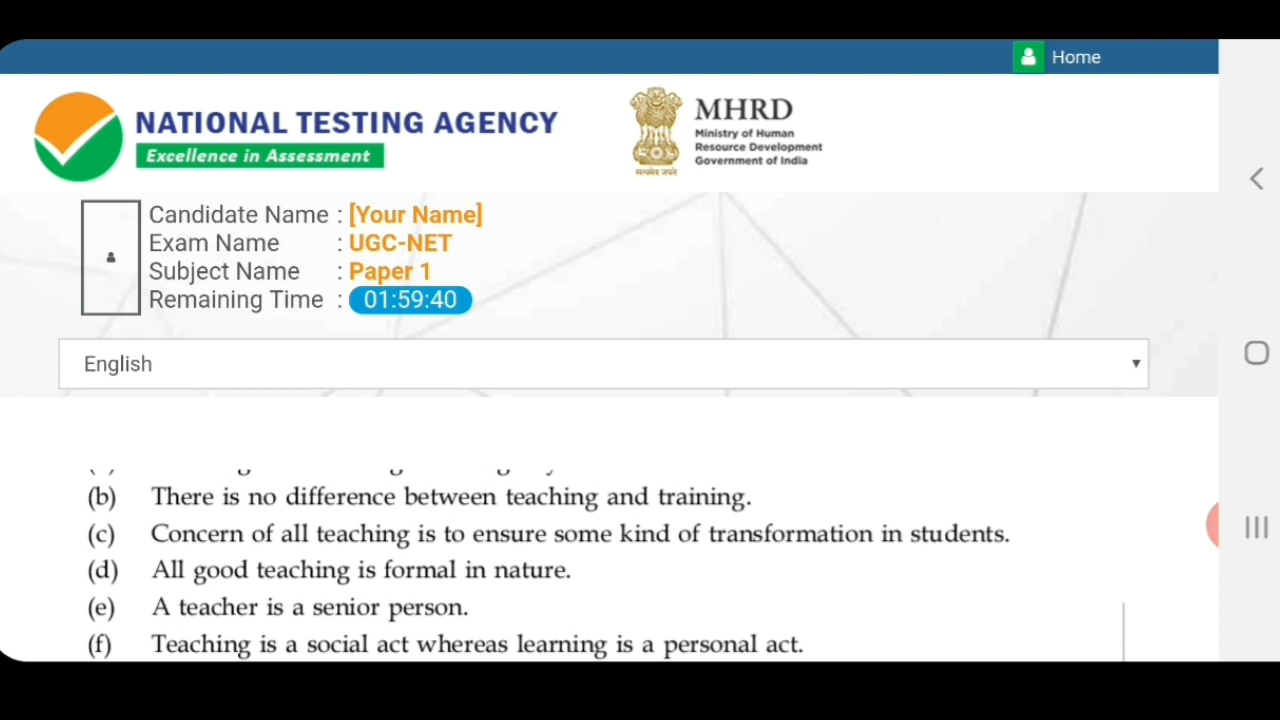 Home
NATIONAL TESTING AGENCY
Excellence in Assessment
MHRD
Ministry of Human
Resource Development
Government of India
सत्यमेव जयते
Candidate Name : [Your Name]
Exam Name : UGC-NET
Subject Name : Paper 1
Remaining Time : 01:59:40
English
(b) There is no difference between teaching and training.
(c) Concern of all teaching is to ensure some kind of transformation in students.
(d) All good teaching is formal in nature.
(e) A teacher is a senior person.
(f) Teaching is a social act whereas learning is a personal act.